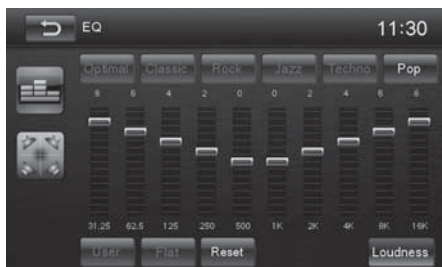 EQ 11:30
Optimal Classic Rock Jazz Techno Pop
8 6 4 2 0 0 2 4 6 8
31.25 62.5 125 250 500 1K 2K 4K 8K 16K
User Flat Reset Loudness